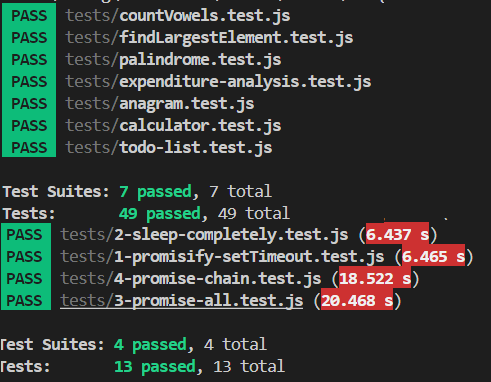 PASS tests/countVowels.test.js
PASS tests/findLargestElement.test.js
PASS tests/palindrome.test.js
PASS tests/expenditure-analysis.test.js
PASS tests/anagram.test.js
PASS tests/calculator.test.js
PASS tests/todo-list.test.js
Test Suites: 7 passed, 7 total
Tests: 49 passed, 49 total
PASS tests/2-sleep-completely.test.js (6.437 s)
PASS tests/1-promisify-setTimeout.test.js (6.465 s)
PASS tests/4-promise-chain.test.js (18.522 s)
PASS tests/3-promise-all.test.js (20.468 s)
Test Suites: 4 passed, 4 total
Tests: 13 passed, 13 total